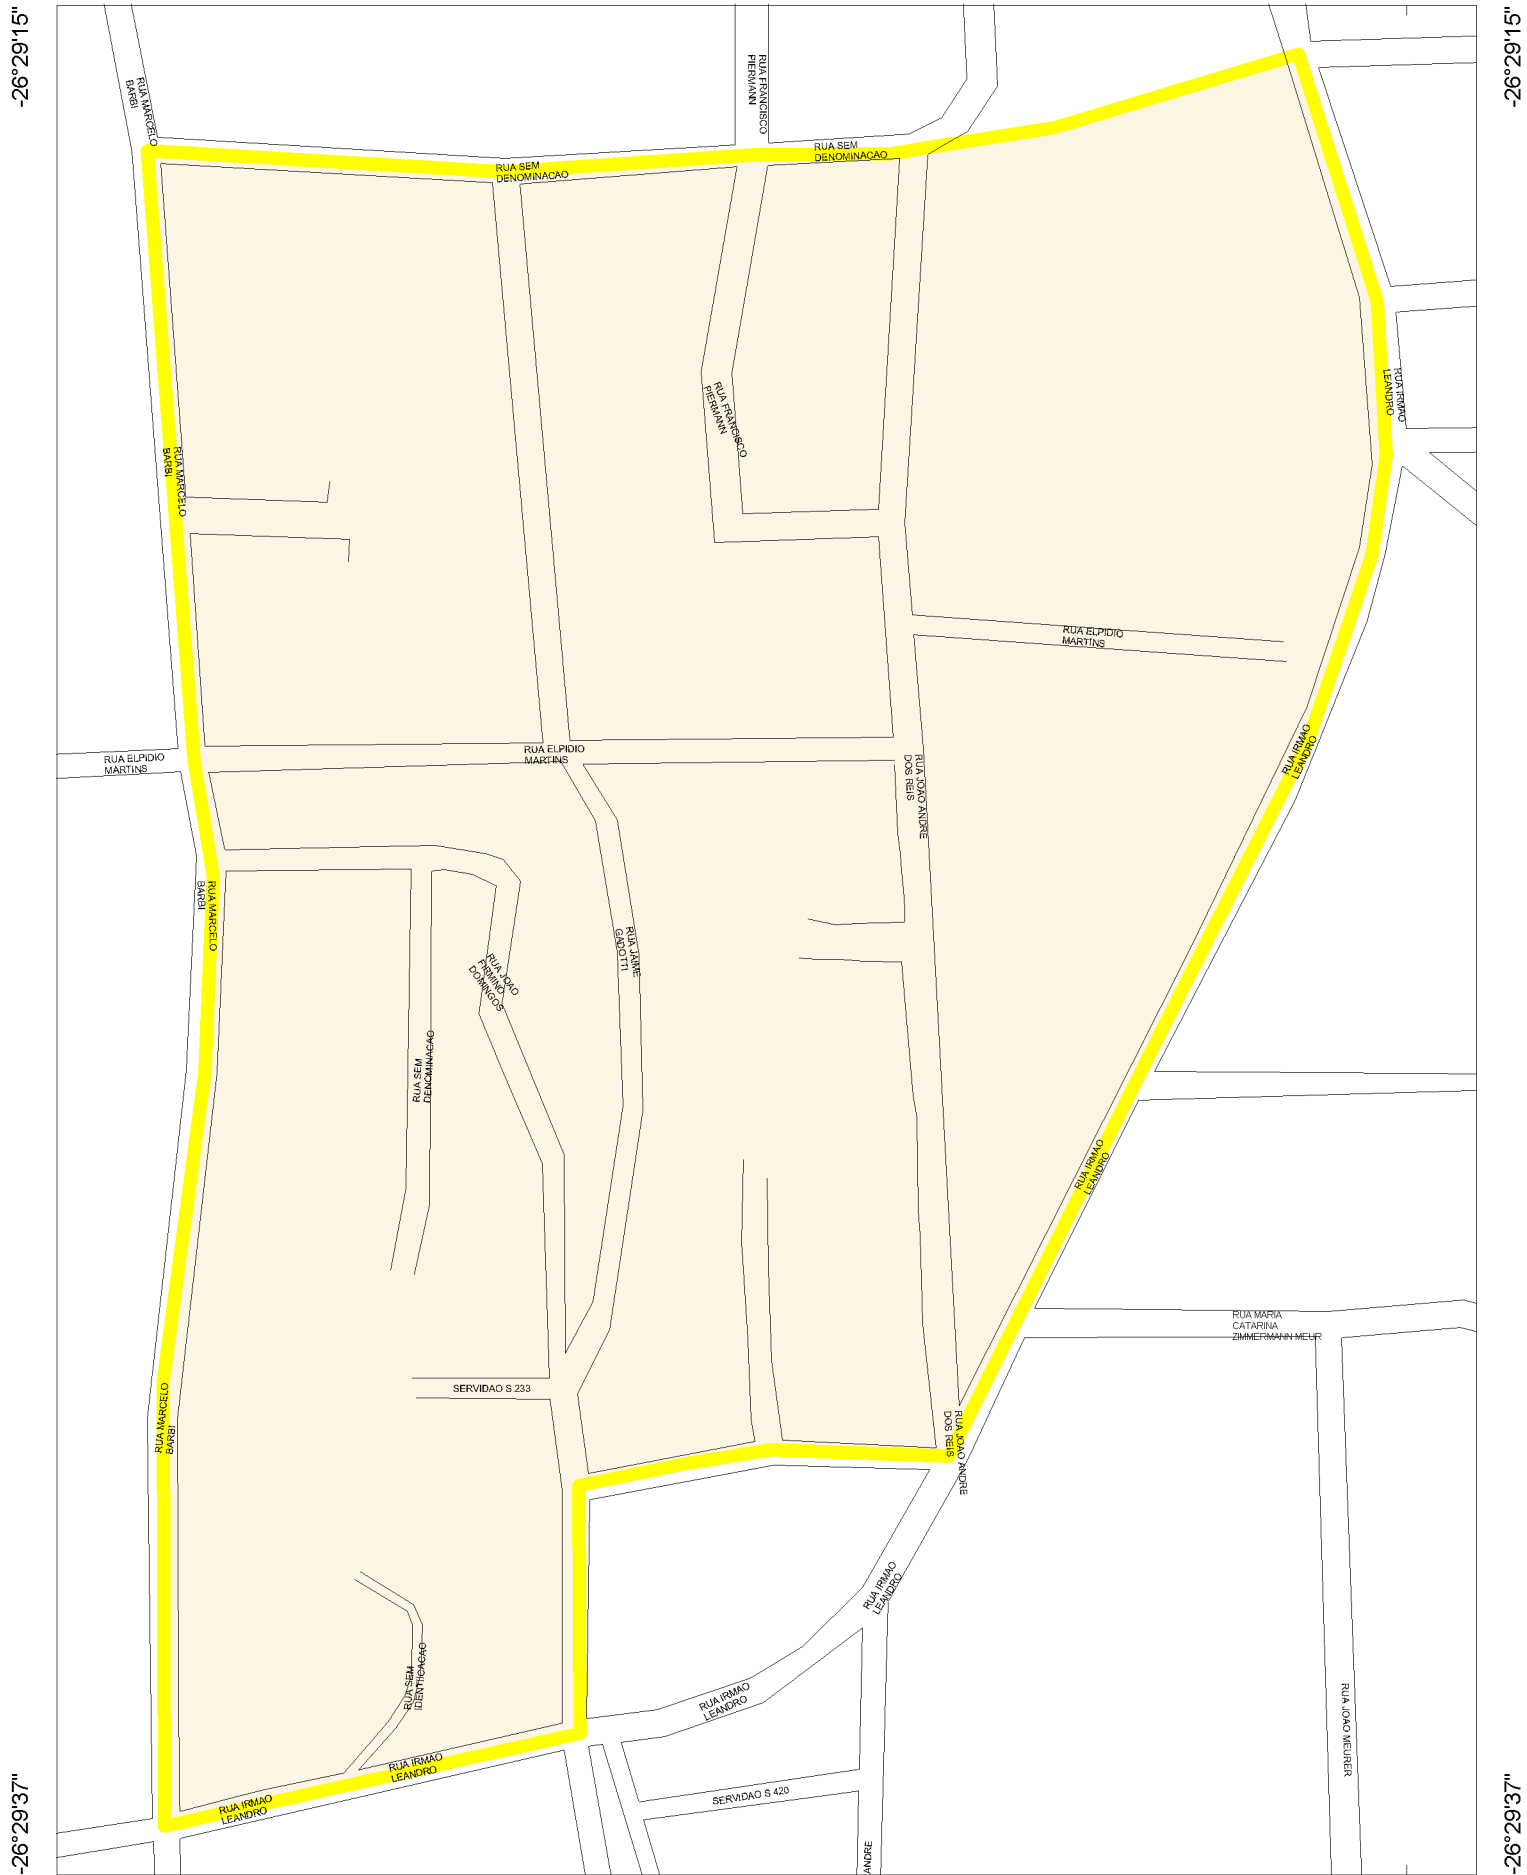 -26°29'15"
-26°29'15"
RUA MARCELO
BARBI
RUA FRANCISCO
PIERMANN
RUA SEM
DENOMINACAO
RUA SEM
DENOMINACAO
RUA FRANCISCO
PIERMANN
RUA IRMAO
LEANDRO
RUA MARCELO
BARBI
RUA ELPIDIO
MARTINS
RUA ELPIDIO
MARTINS
RUA ELPIDIO
MARTINS
RUA JOAO ANDRE
DOS REIS
RUA IRMAO
LEANDRO
RUA MARCELO
BARBI
RUA JAIME
GADOTTI
RUA JOAO
FIRMINO
DOMINGOS
RUA SEM
DENOMINACAO
RUA IRMAO
LEANDRO
RUA MARIA
CATARINA
ZIMMERMANN MEUR
SERVIDAO S 233
RUA MARCELO
BARBI
RUA JOAO ANDRE
DOS REIS
RUA IRMAO
LEANDRO
RUA SEM
IDENTIICACAO
RUA IRMAO
LEANDRO
RUA JOAO MEURER
RUA IRMAO
LEANDRO
SERVIDAO S 420
RUA IRMAO
LEANDRO
ANDRE
-26°29'37"
-26°29'37"